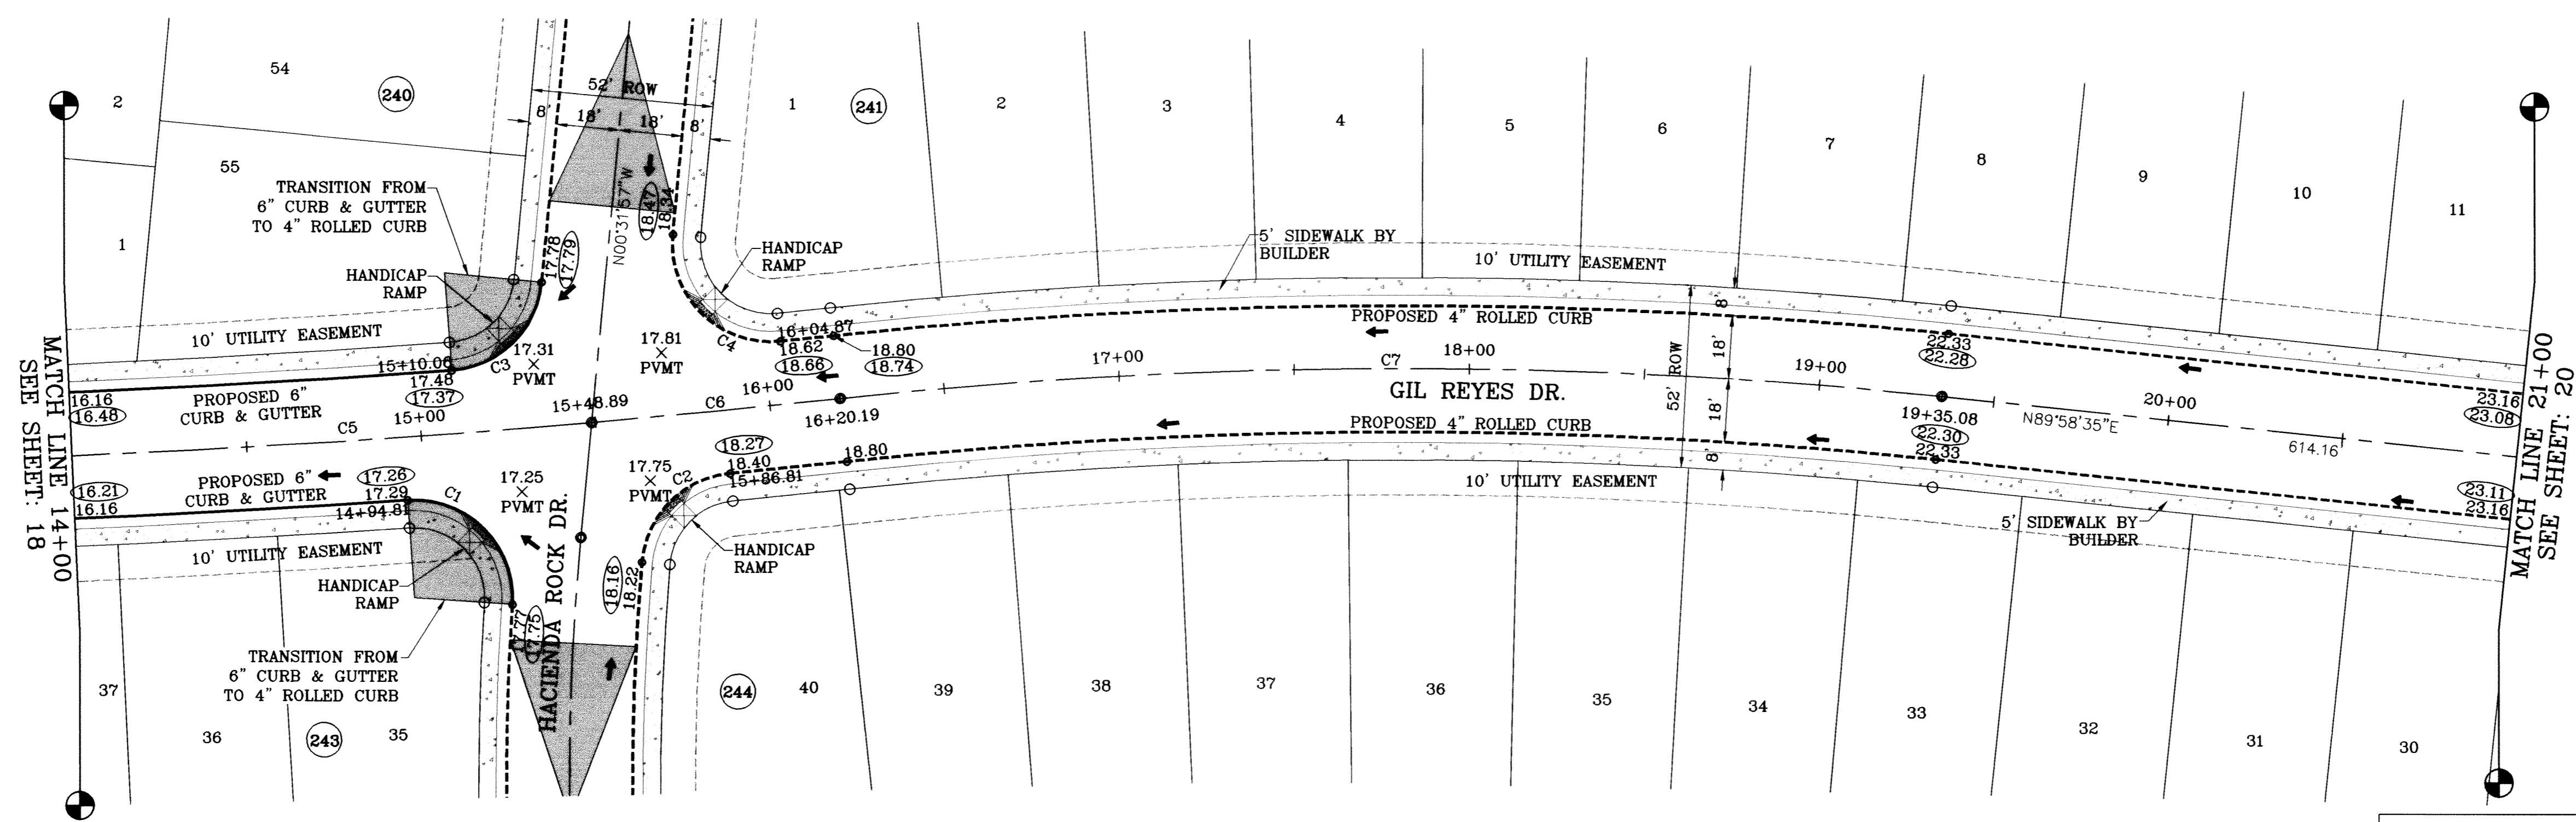 2
54
240
55
1
TRANSITION FROM
6" CURB & GUTTER
TO 4" ROLLED CURB
HANDICAP
RAMP
10' UTILITY EASEMENT
MATCH LINE 14+00
SEE SHEET: 18
52' ROW
8'
18'
18'
8'
N00°31'57"W
18.47
18.34
17.78
17.79
1
241
2
3
4
5
6
7
8
9
10
11
HANDICAP
RAMP
5' SIDEWALK BY
BUILDER
10' UTILITY EASEMENT
15+10.06
17.48
17.37
C3
17.31
PVMT
17.81
PVMT
C4
16+04.87
18.62
18.66
18.80
18.74
PROPOSED 4" ROLLED CURB
8'
18'
52' ROW
18'
8'
22.33
22.28
16.16
16.48
PROPOSED 6"
CURB & GUTTER
15+00
C5
15+48.89
C6
16+00
16+20.19
17+00
C7
18+00
GIL REYES DR.
19+00
19+35.08
22.30
22.33
N89°58'35"E
20+00
614.16
23.16
23.08
MATCH LINE 21+00
SEE SHEET: 20
16.21
16.16
PROPOSED 6"
CURB & GUTTER
17.26
17.29
14+94.81
C1
17.25
PVMT
17.75
PVMT
C2
18.27
18.40
15+86.81
18.80
PROPOSED 4" ROLLED CURB
10' UTILITY EASEMENT
23.11
23.16
5' SIDEWALK BY
BUILDER
10' UTILITY EASEMENT
HANDICAP
RAMP
HANDICAP
RAMP
17.77
17.75
HACIENDA ROCK DR.
18.16
18.22
TRANSITION FROM
6" CURB & GUTTER
TO 4" ROLLED CURB
37
36
243
35
244
40
39
38
37
36
35
34
33
32
31
30